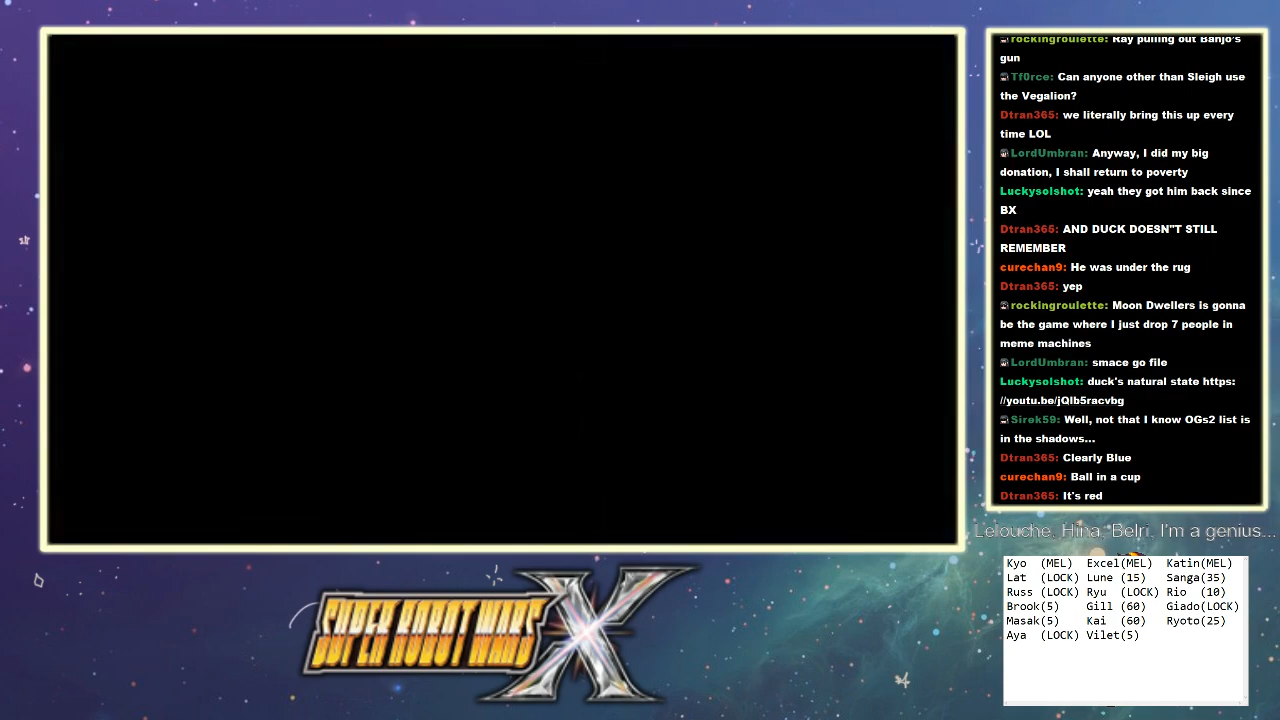 rockingroulette: Ray pulling out Banjo's
gun
Tf0rce: Can anyone other than Sleigh use
the Vegalion?
Dtran365: we literally bring this up every
time LOL
LordUmbran: Anyway, I did my big
donation, I shall return to poverty
Luckysolshot: yeah they got him back since
BX
Dtran365: AND DUCK DOESN"T STILL
REMEMBER
curechan9: He was under the rug
Dtran365: yep
rockingroulette: Moon Dwellers is gonna
be the game where I just drop 7 people in
meme machines
LordUmbran: smace go file
Luckysolshot: duck's natural state https:
//youtu.be/jQlb5racvbg
Sirek59: Well, not that I know OGs2 list is
in the shadows...
Dtran365: Clearly Blue
curechan9: Ball in a cup
Dtran365: It's red
Lelouche, Hina, Belri. I'm a genius...
Kyo (MEL) Excel(MEL) Katin(MEL)
Lat (LOCK) Lune (15) Sanga(35)
Russ (LOCK) Ryu (LOCK) Rio (10)
Brook(5) Gill (60) Giado(LOCK)
Masak(5) Kai (60) Ryoto(25)
Aya (LOCK) Vilet(5)
SUPER ROBOT WARS X